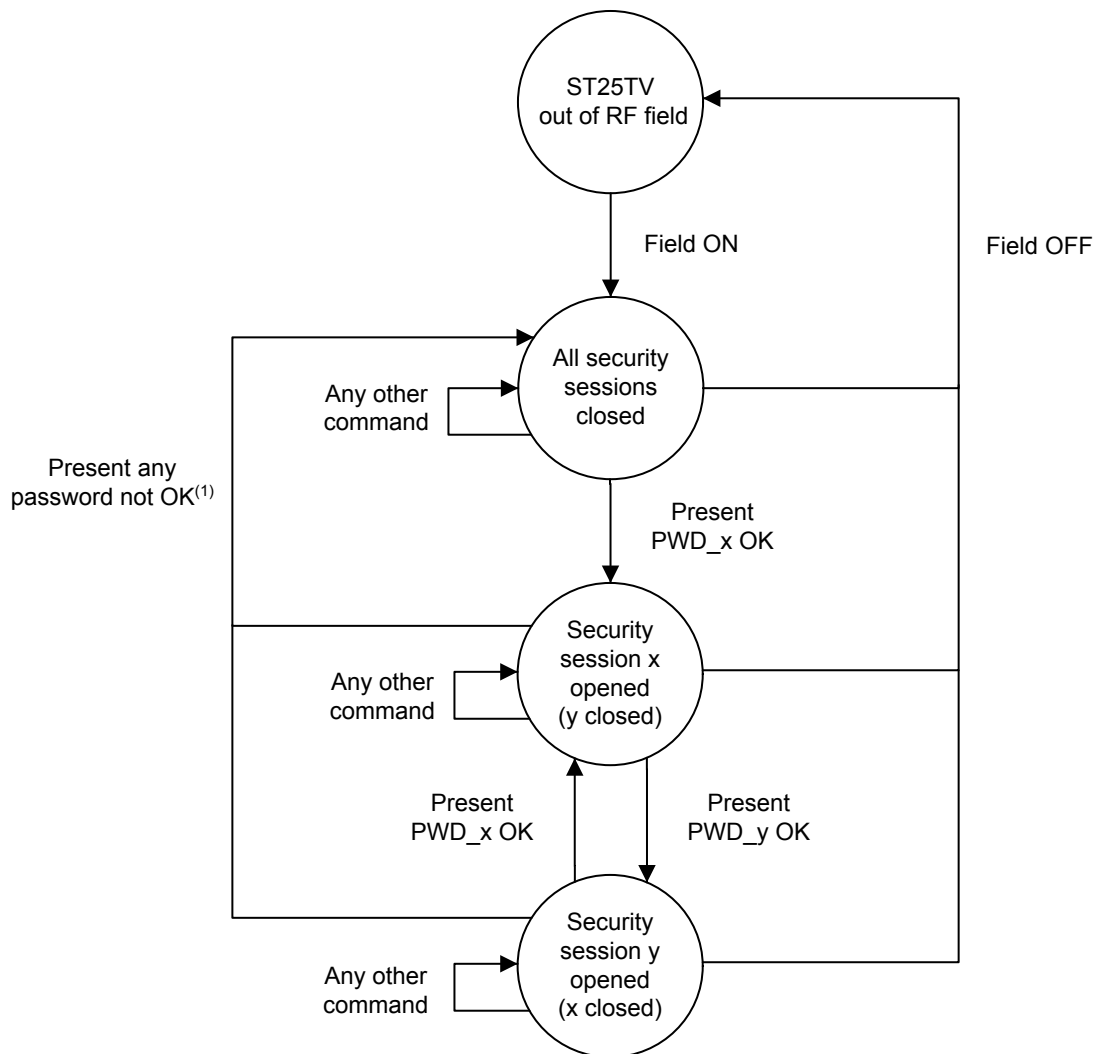 ST25TV
out of RF field
Field ON
Field OFF
All security
sessions
closed
Any other
command
Present any
password not OK(1)
Present
PWD_x OK
Security
session x
opened
(y closed)
Any other
command
Present
PWD_x OK
Present
PWD_y OK
Security
session y
opened
(x closed)
Any other
command